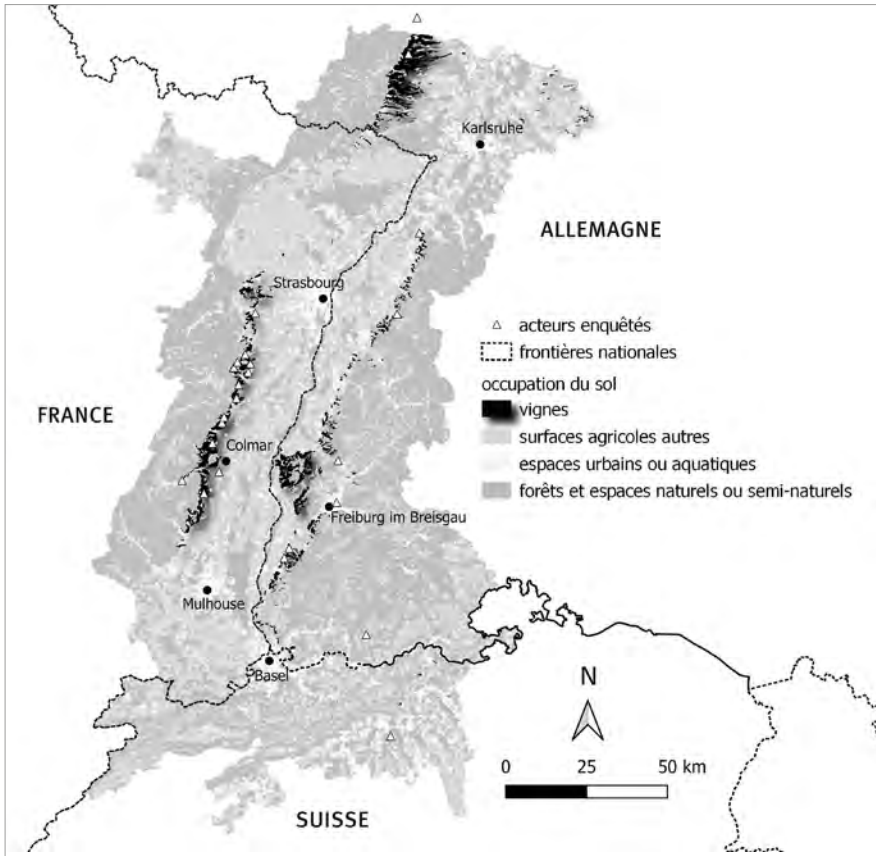 Karlsruhe
ALLEMAGNE
Strasbourg
acteurs enquêtés
frontières nationales
occupation du sol
vignes
surfaces agricoles autres
espaces urbains ou aquatiques
forêts et espaces naturels ou semi-naturels
FRANCE
Colmar
Freiburg im Breisgau
Mulhouse
Basel
N
0 25 50 km
SUISSE